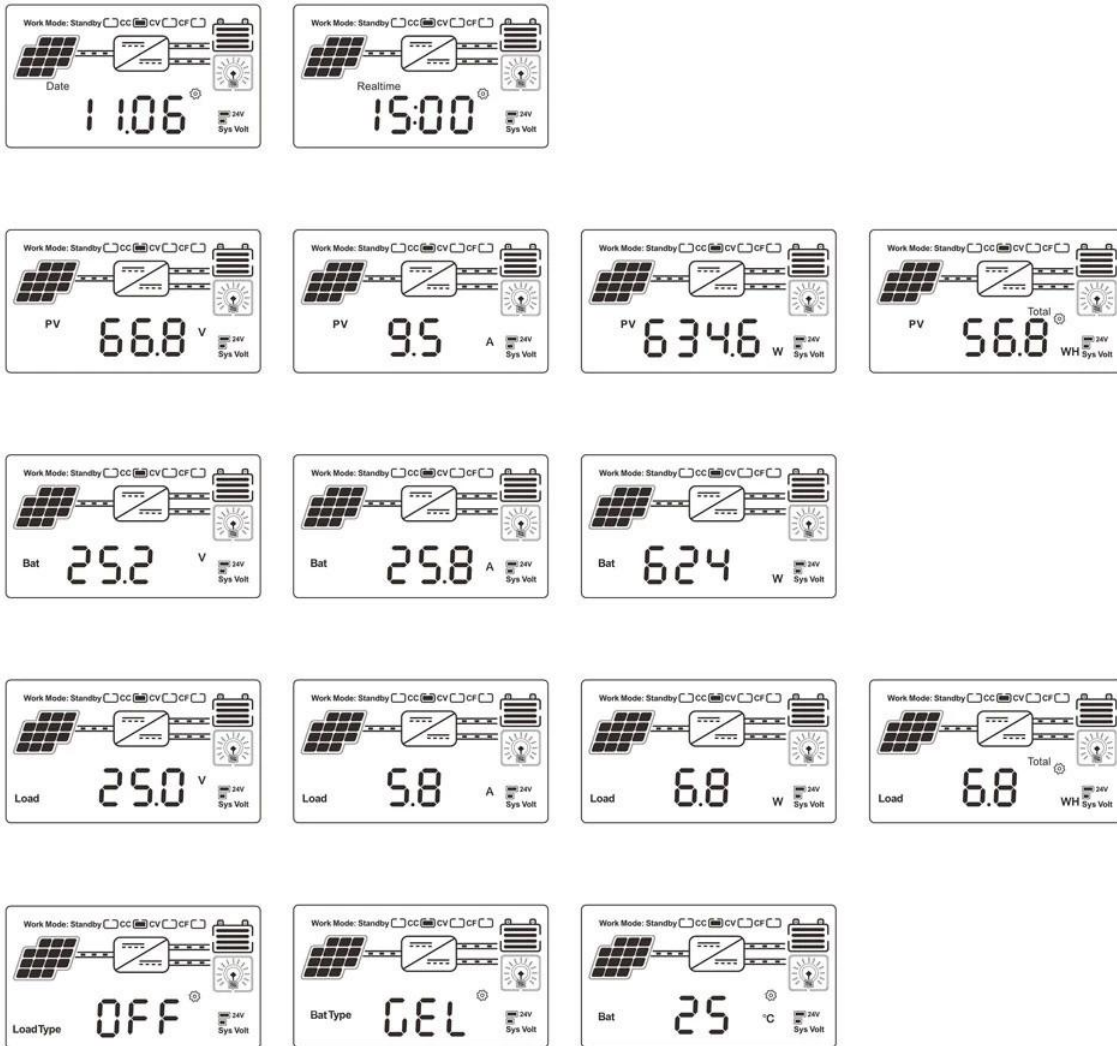 Work Mode: Standby CC CV CF
Date
11.06
24V
Sys Volt
Work Mode: Standby CC CV CF
Realtime
15:00
24V
Sys Volt
Work Mode: Standby CC CV CF
PV
66.8 V
24V
Sys Volt
Work Mode: Standby CC CV CF
PV
9.5 A
24V
Sys Volt
Work Mode: Standby CC CV CF
PV
634.6 W
24V
Sys Volt
Work Mode: Standby CC CV CF
PV
Total
56.8 WH
24V
Sys Volt
Work Mode: Standby CC CV CF
Bat 25.2 V
24V
Sys Volt
Work Mode: Standby CC CV CF
Bat 25.8 A
24V
Sys Volt
Work Mode: Standby CC CV CF
Bat 624 W
24V
Sys Volt
Work Mode: Standby CC CV CF
Load 25.0 V
24V
Sys Volt
Work Mode: Standby CC CV CF
Load 5.8 A
24V
Sys Volt
Work Mode: Standby CC CV CF
Load 6.8 W
24V
Sys Volt
Work Mode: Standby CC CV CF
Total
Load 6.8 WH
24V
Sys Volt
Work Mode: Standby CC CV CF
LoadType OFF
24V
Sys Volt
Work Mode: Standby CC CV CF
Bat Type GEL
24V
Sys Volt
Work Mode: Standby CC CV CF
Bat 25 °C
24V
Sys Volt